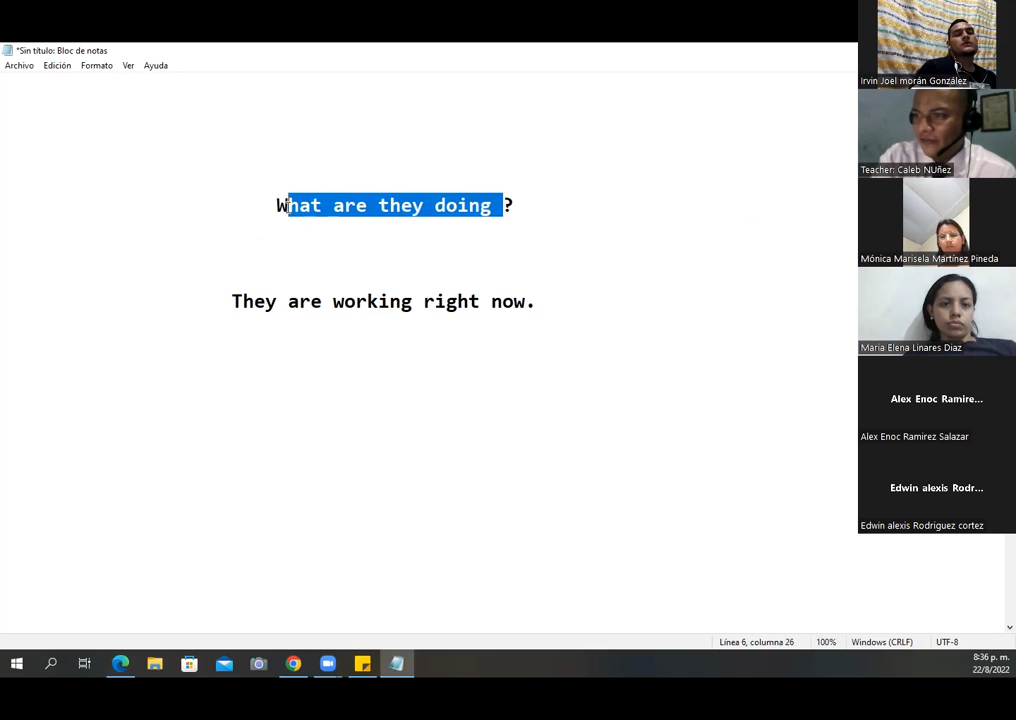 *Sin título: Bloc de notas
Archivo Edición Formato Ver Ayuda
What are they doing ?
They are working right now.
Irvin Joel morán González
Teacher: Caleb NUñez
Mónica Marisela Martínez Pineda
Maria Elena Linares Diaz
Alex Enoc Ramire...
Alex Enoc Ramirez Salazar
Edwin alexis Rodr...
Edwin alexis Rodriguez cortez
Línea 6, columna 26 100% Windows (CRLF) UTF-8
8:36 p. m.
22/8/2022